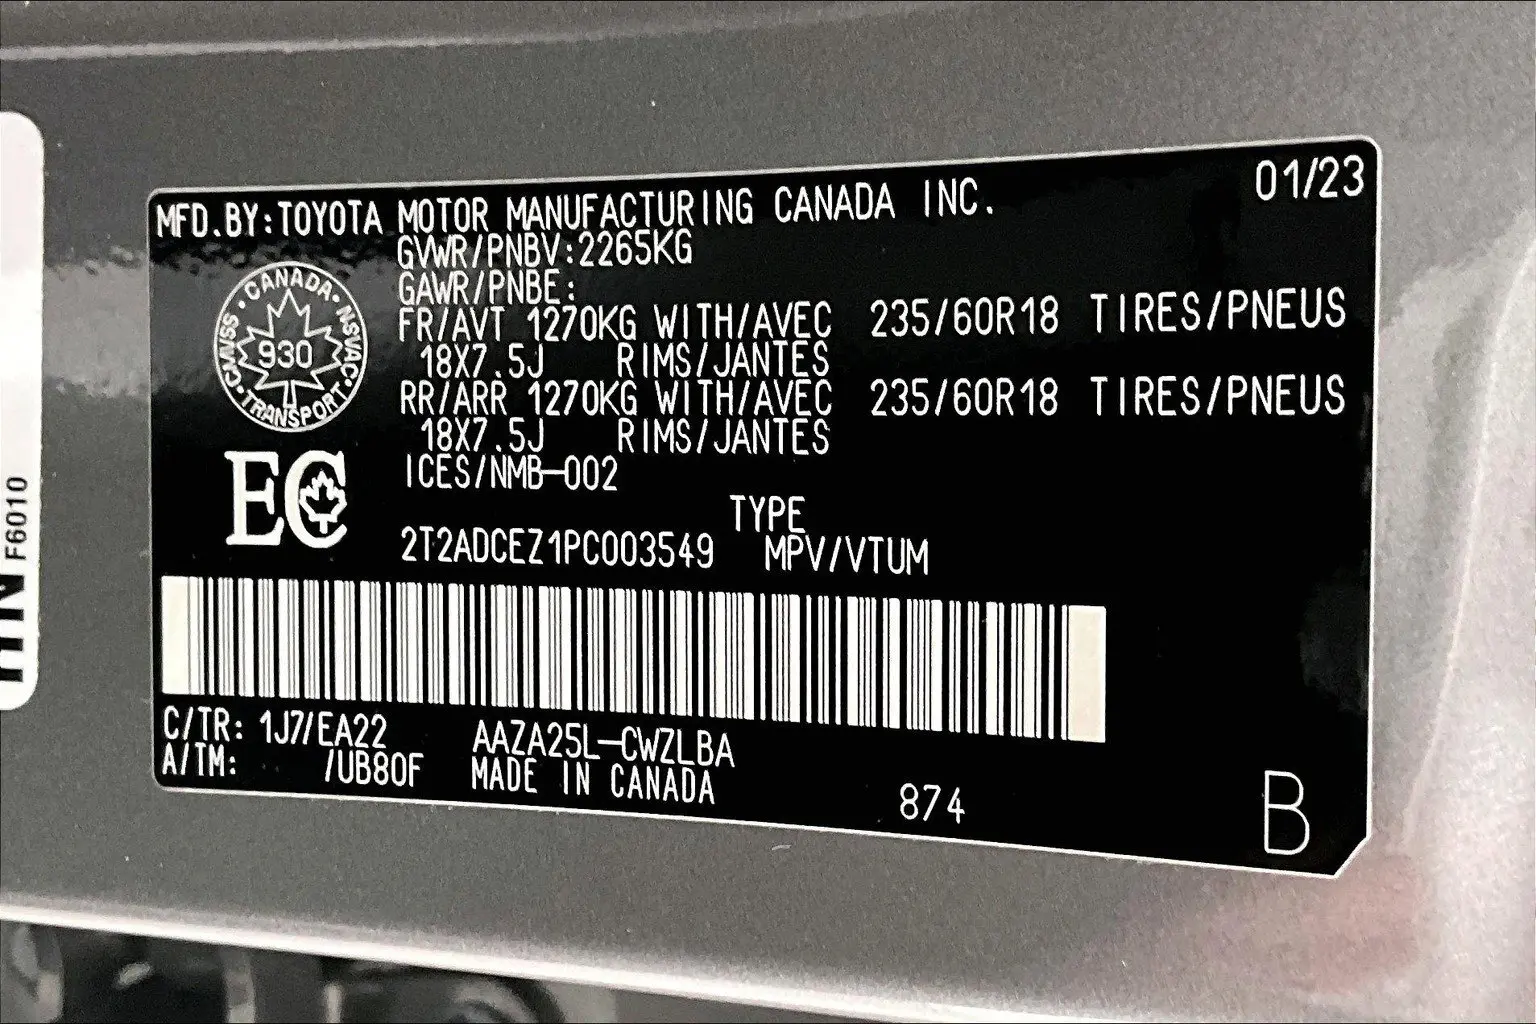 MFD.BY:TOYOTA MOTOR MANUFACTURING CANADA INC. 01/23
GVWR/PNBV:2265KG
GAWR/PNBE:
FR/AVT 1270KG WITH/AVEC 235/60R18 TIRES/PNEUS
18X7.5J RIMS/JANTES
RR/ARR 1270KG WITH/AVEC 235/60R18 TIRES/PNEUS
18X7.5J RIMS/JANTES
ICES/NMB-002
CANADA · NSVAC · TRANSPORT · CMVSS
930
EC
TYPE
2T2ADCEZ1PC003549 MPV/VTUM
C/TR: 1J7/EA22 AAZA25L-CWZLBA
A/TM: /UB80F MADE IN CANADA
874
B
F6010